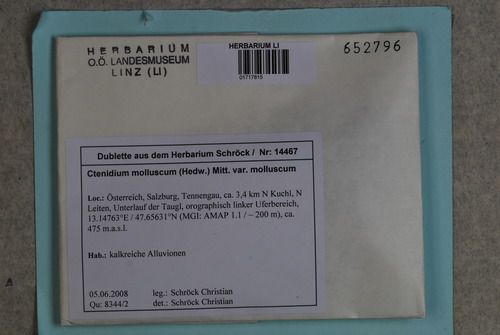 HERBARIUM
O.Ö. LANDESMUSEUM
LINZ (LI)
HERBARIUM LI
01717815
652796
Dublette aus dem Herbarium Schröck / Nr: 14467
Ctenidium molluscum (Hedw.) Mitt. var. molluscum
Loc.: Österreich, Salzburg, Tennengau, ca. 3,4 km N Kuchl, N
Leiten, Unterlauf der Taugl, orographisch linker Uferbereich,
13.14763°E / 47.65631°N (MGI: AMAP 1.1 / ~ 200 m), ca.
475 m.a.s.l.
Hab.: kalkreiche Alluvionen
05.06.2008 leg.: Schröck Christian
Qu: 8344/2 det.: Schröck Christian